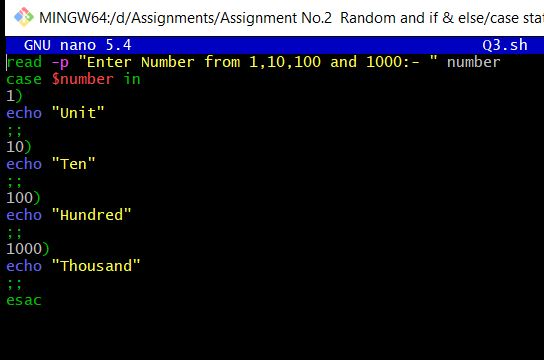 MINGW64:/d/Assignments/Assignment No.2 Random and if & else/case sta
GNU nano 5.4 Q3.sh
read -p "Enter Number from 1,10,100 and 1000:- " number
case $number in
1)
echo "Unit"
;;
10)
echo "Ten"
;;
100)
echo "Hundred"
;;
1000)
echo "Thousand"
;;
esac